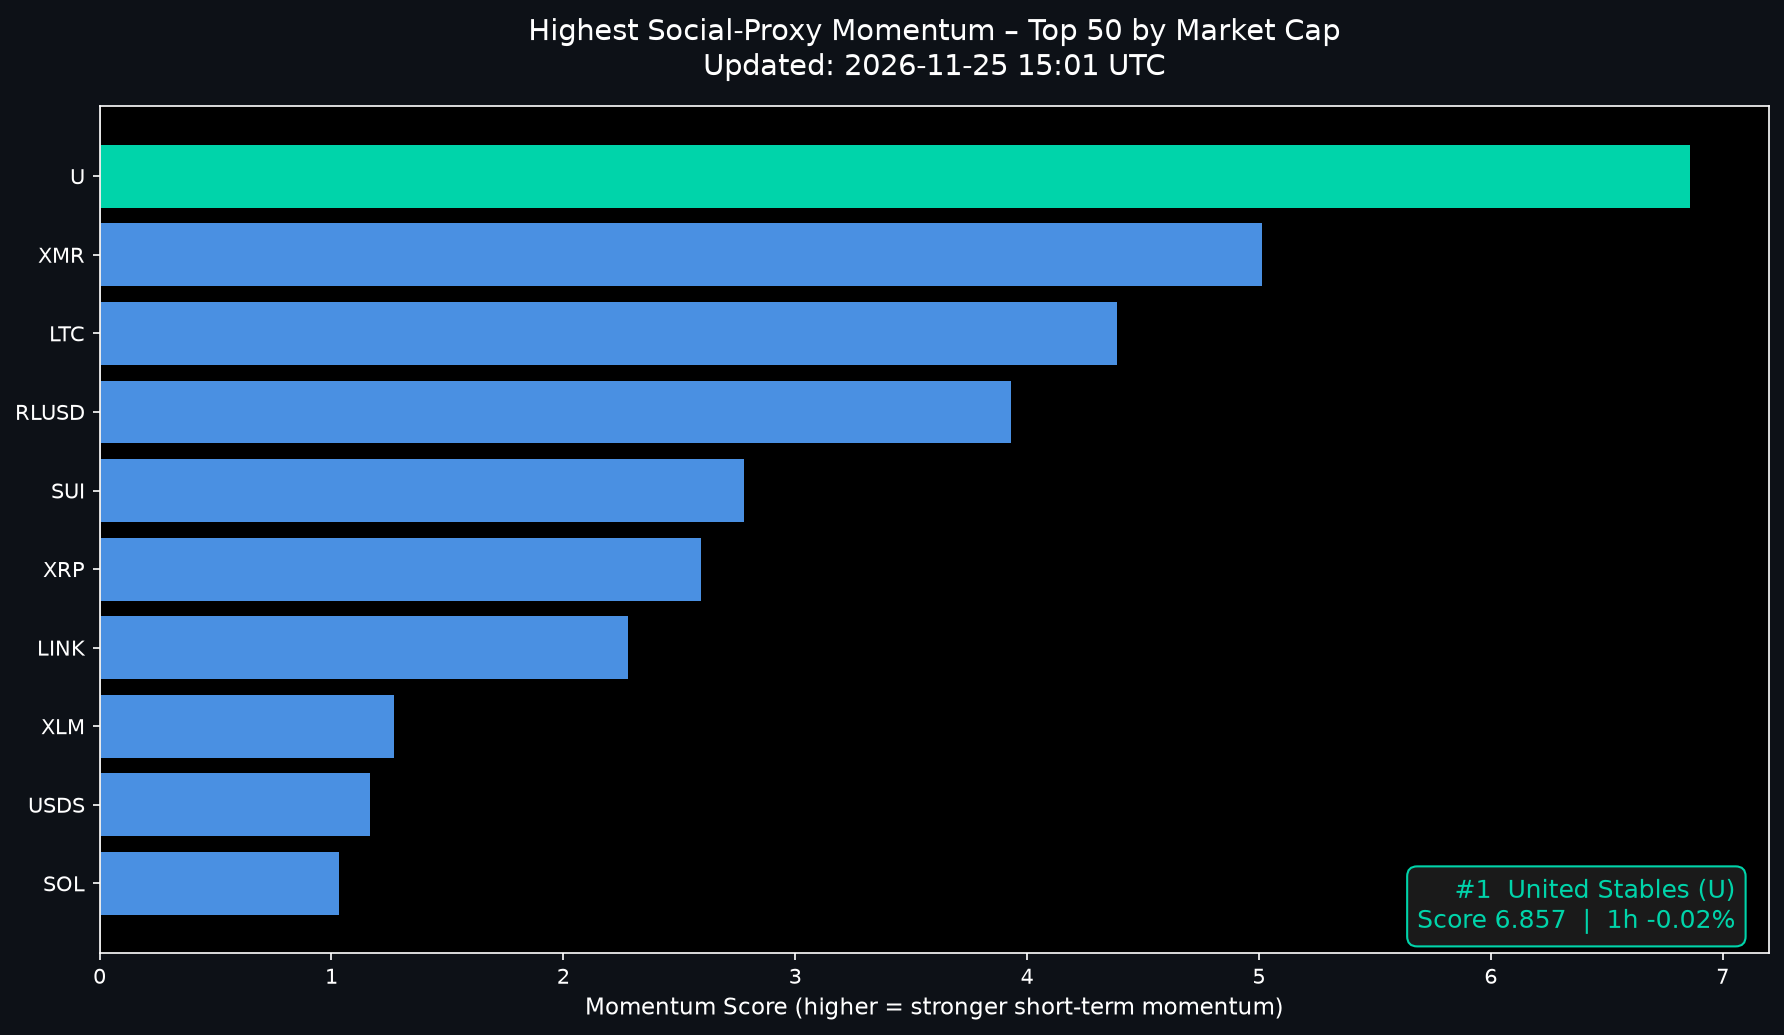 Highest Social-Proxy Momentum – Top 50 by Market Cap
Updated: 2026-11-25 15:01 UTC
U
XMR
LTC
RLUSD
SUI
XRP
LINK
XLM
USDS
SOL
#1  United Stables (U)
Score 6.857  |  1h -0.02%
0 1 2 3 4 5 6 7
Momentum Score (higher = stronger short-term momentum)